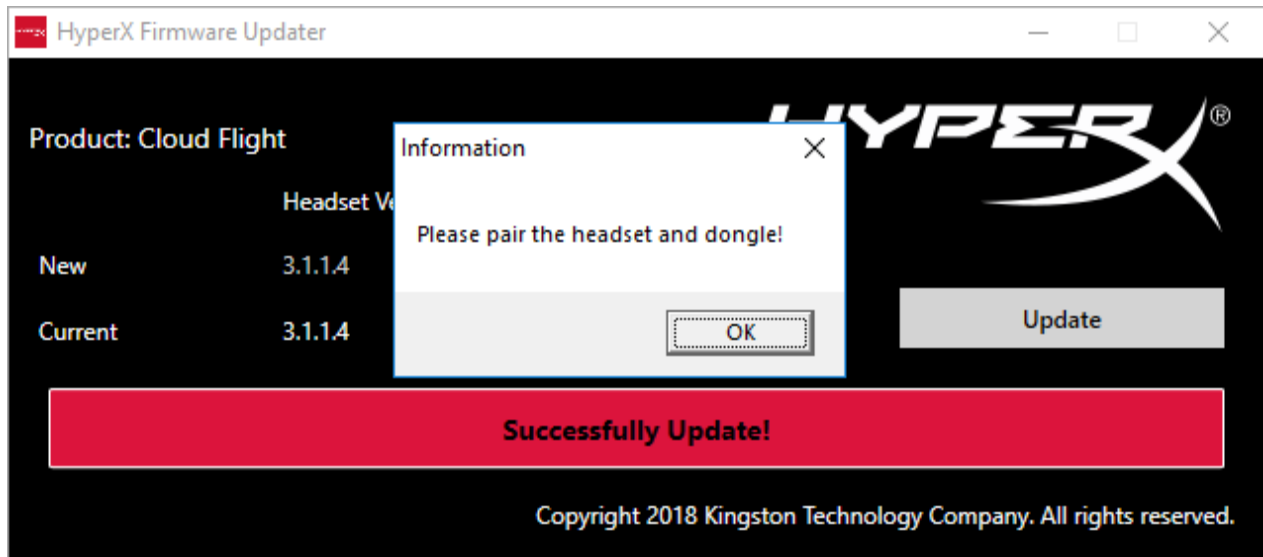 HyperX Firmware Updater
HYPERX®
Product: Cloud Flight
Information
Headset
Please pair the headset and dongle!
New 3.1.1.4
Update
Current 3.1.1.4
OK
Successfully Update!
Copyright 2018 Kingston Technology Company. All rights reserved.